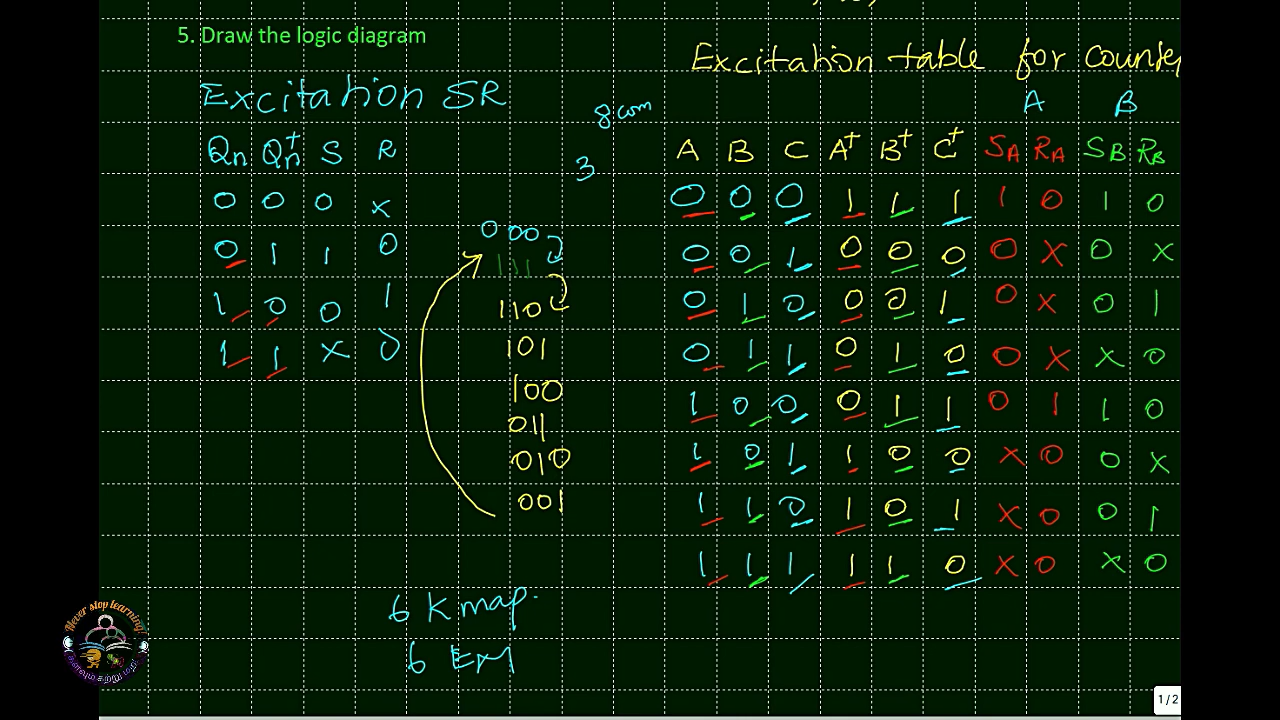 5. Draw the logic diagram
Excitation SR
Qn Qn+ S R
0 0 0 x
0 1 1 0
1 0 0 1
1 1 x 0
8 com
3
000
111
110
101
100
011
010
001
6 K map.
Excitation table for Counte
A B
A B C A+ B+ C+ SA RA SB RB
0 0 0 1 1 1 1 0 1 0
0 0 1 0 0 0 0 x 0 x
0 1 0 0 0 1 0 x 0 1
0 1 1 0 1 0 0 x x 0
1 0 0 0 1 1 0 1 1 0
1 0 1 1 0 0 x 0 0 x
1 1 0 1 0 1 x 0 0 1
1 1 1 1 1 0 x 0 x 0
Never stop learning!
1/2